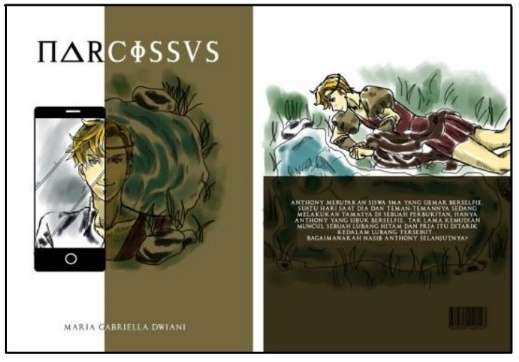 ΠΔRCΙSSVS
MARIA GABRIELLA DWIANI
ANTHONY MERUPAKAN SISWA SMA YANG GEMAR BERSELFIE.
SUATU HARI SAAT DIA DAN TEMAN-TEMANNYA SEDANG
MELAKUKAN TAMASYA DI SEBUAH PERBUKITAN, HANYA
ANTHONY YANG SIBUK BERSELFIE. TAK LAMA KEMUDIAN
MUNCUL SEBUAH LUBANG HITAM DAN PRIA ITU DITARIK
KEDALAM LUBANG TERSEBUT.
BAGAIMANAKAH NASIB ANTHONY SELANJUTNYA?